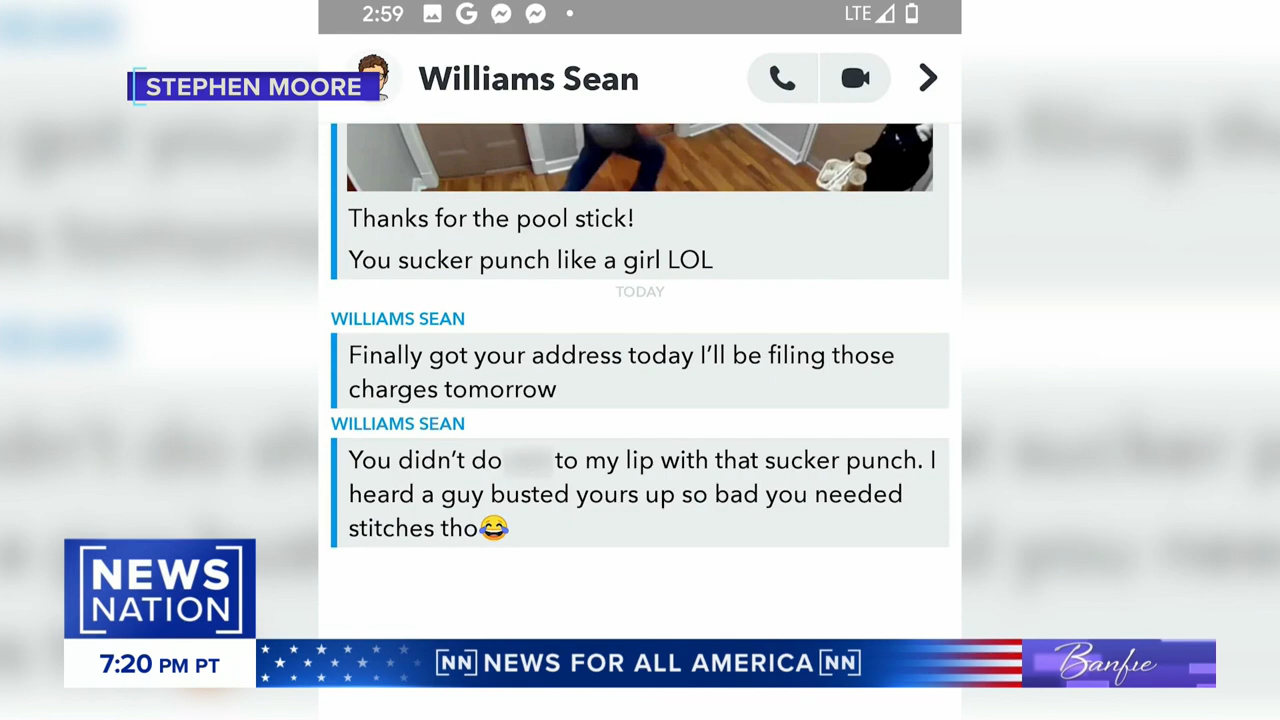 2:59
LTE
STEPHEN MOORE
Williams Sean
Thanks for the pool stick!
You sucker punch like a girl LOL
TODAY
WILLIAMS SEAN
Finally got your address today I'll be filing those
charges tomorrow
WILLIAMS SEAN
You didn't do to my lip with that sucker punch. I
heard a guy busted yours up so bad you needed
stitches tho😂
NEWS
NATION
7:20 PM PT
NN NEWS FOR ALL AMERICA NN
Banfie